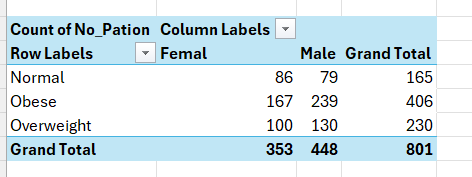 Count of No_Pation Column Labels
Row Labels Femal Male Grand Total
Normal 86 79 165
Obese 167 239 406
Overweight 100 130 230
Grand Total 353 448 801